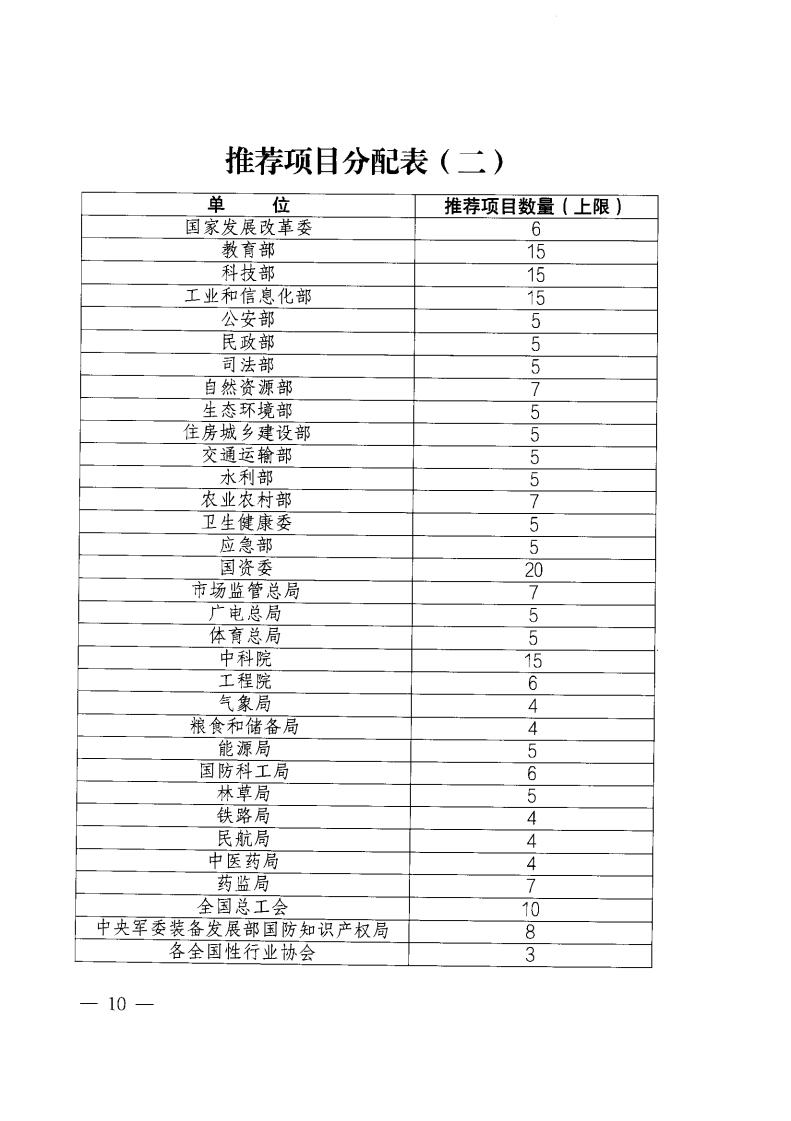 推荐项目分配表（二）
单 位 推荐项目数量（上限）
国家发展改革委 6
教育部 15
科技部 15
工业和信息化部 15
公安部 5
民政部 5
司法部 5
自然资源部 7
生态环境部 5
住房城乡建设部 5
交通运输部 5
水利部 5
农业农村部 7
卫生健康委 5
应急部 5
国资委 20
市场监管总局 7
广电总局 5
体育总局 5
中科院 15
工程院 6
气象局 4
粮食和储备局 4
能源局 5
国防科工局 6
林草局 5
铁路局 4
民航局 4
中医药局 4
药监局 7
全国总工会 10
中央军委装备发展部国防知识产权局 8
各全国性行业协会 3
— 10 —